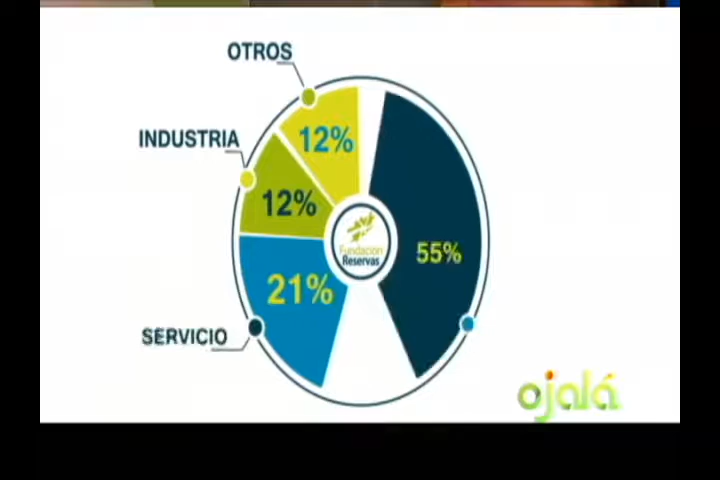 OTROS
12%
INDUSTRIA
12%
55%
Fundación
Reservas
21%
SERVICIO
ojalá